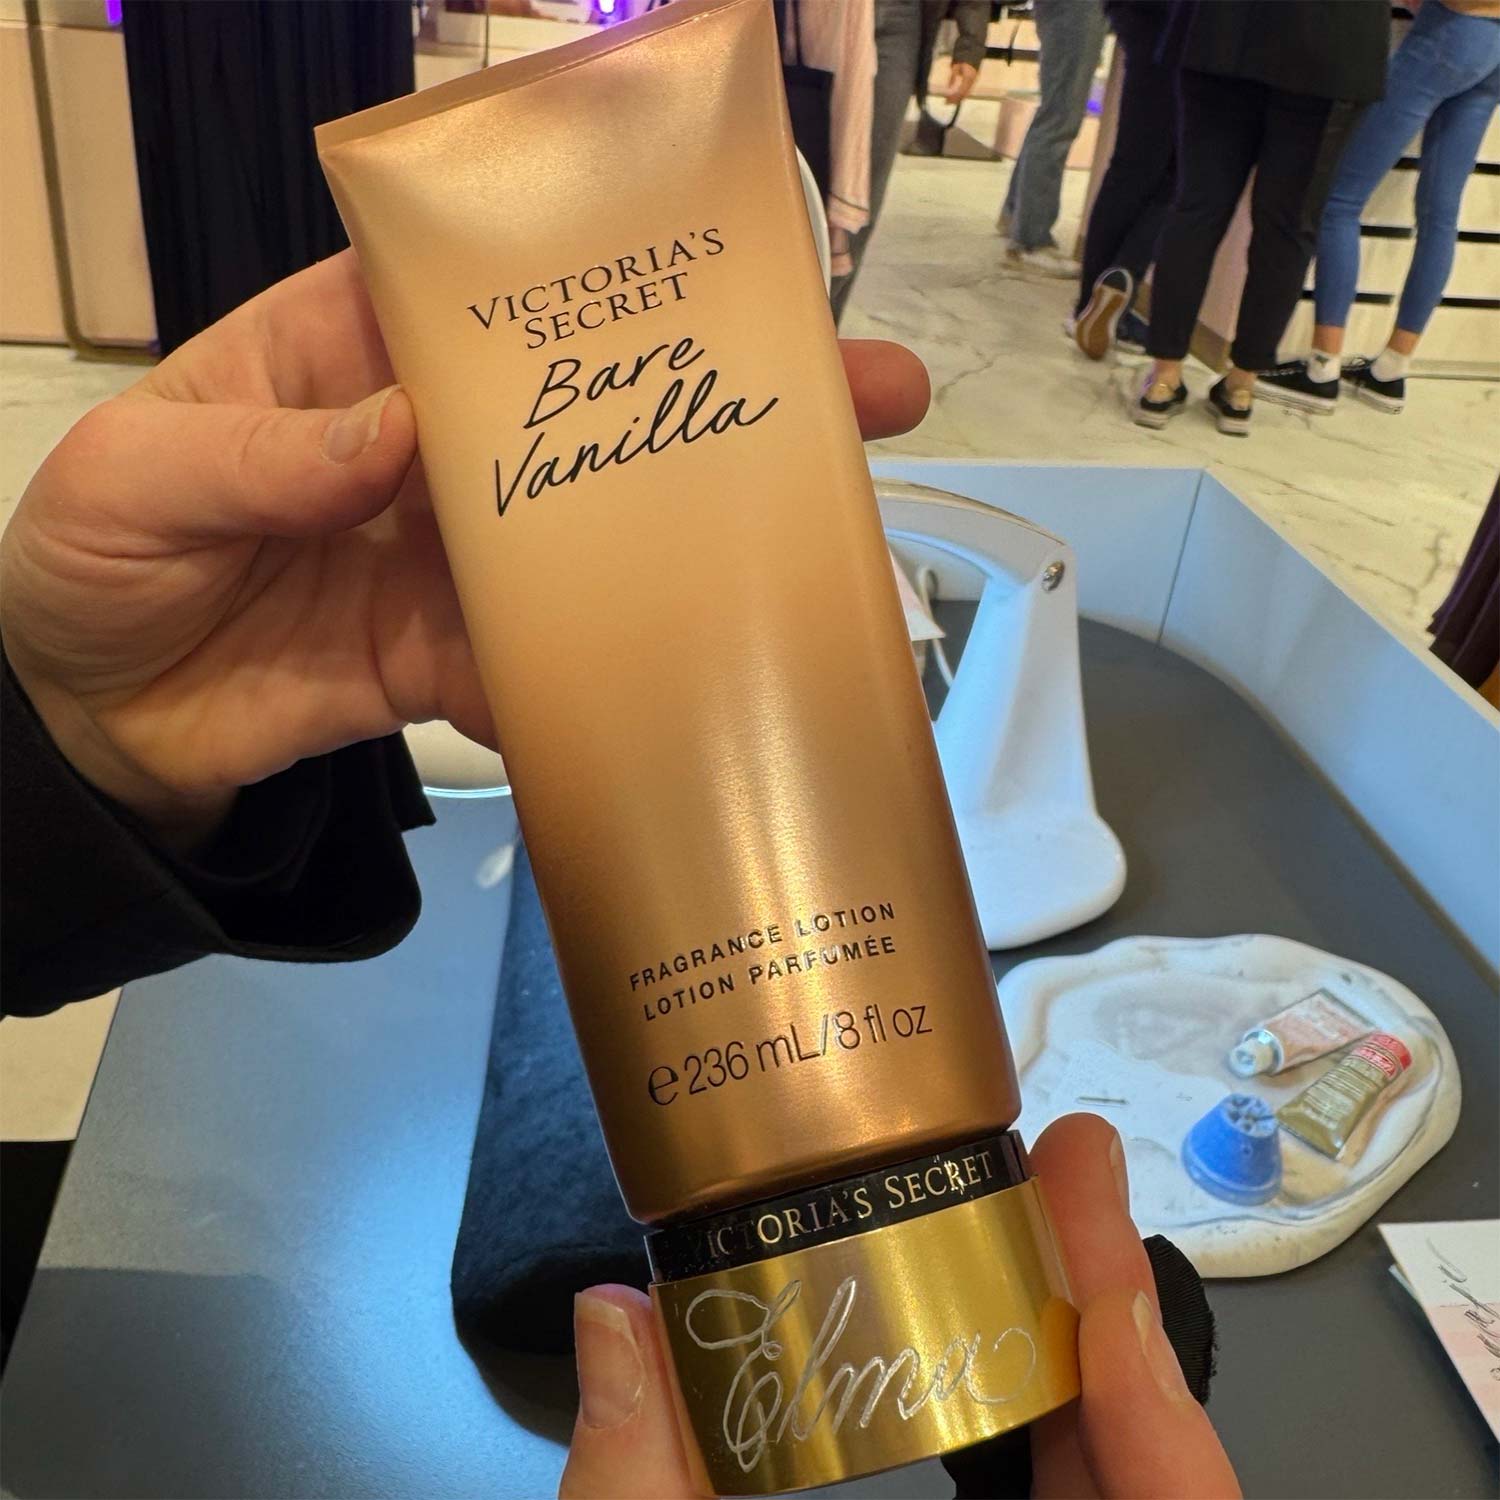 VICTORIA'S
SECRET
Bare
Vanilla
FRAGRANCE LOTION
LOTION PARFUMÉE
e 236 mL/8 fl oz
VICTORIA'S SECRET
Elma